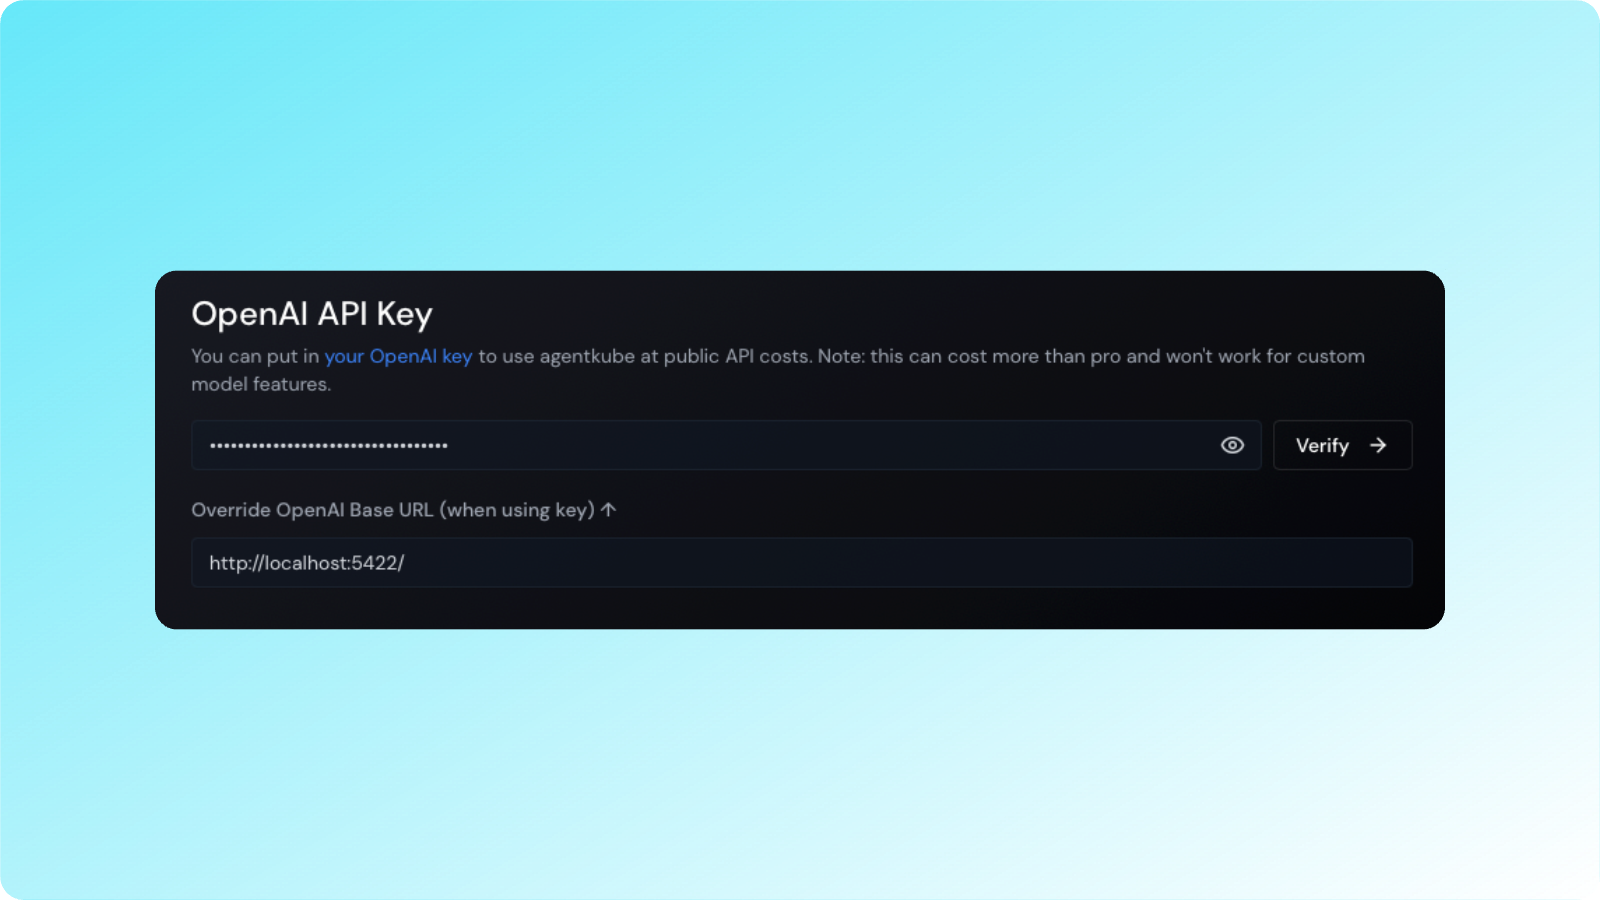 OpenAI API Key
You can put in your OpenAI key to use agentkube at public API costs. Note: this can cost more than pro and won't work for custom
model features.
••••••••••••••••••••••••••••••••••
Verify →
Override OpenAI Base URL (when using key) ↑
http://localhost:5422/